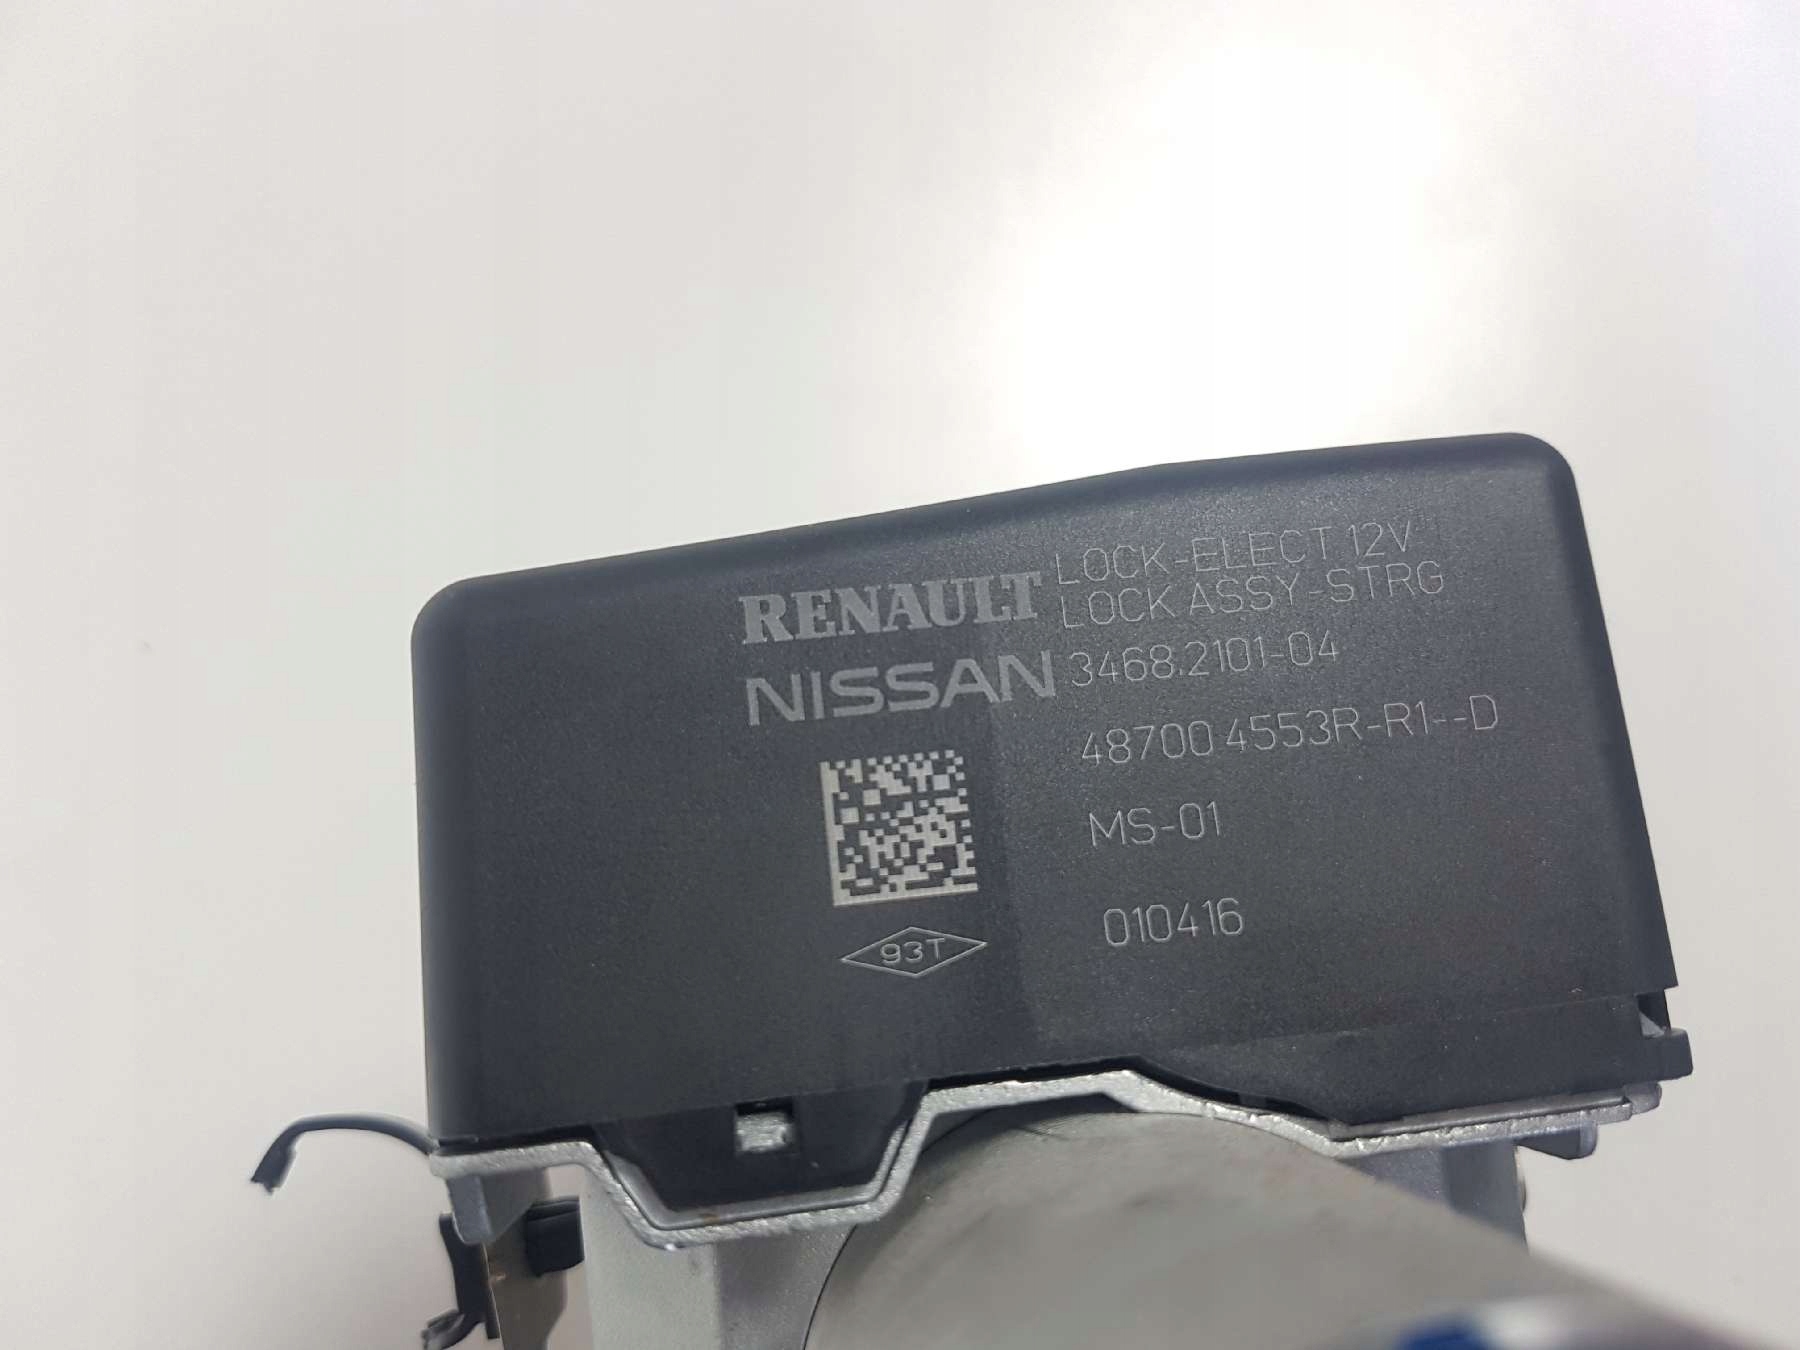 RENAULT LOCK-ELECT 12V
LOCK ASSY-STRG
NISSAN 3468.2101-04
48700 4553R-R1--D
MS-01
010416
93T